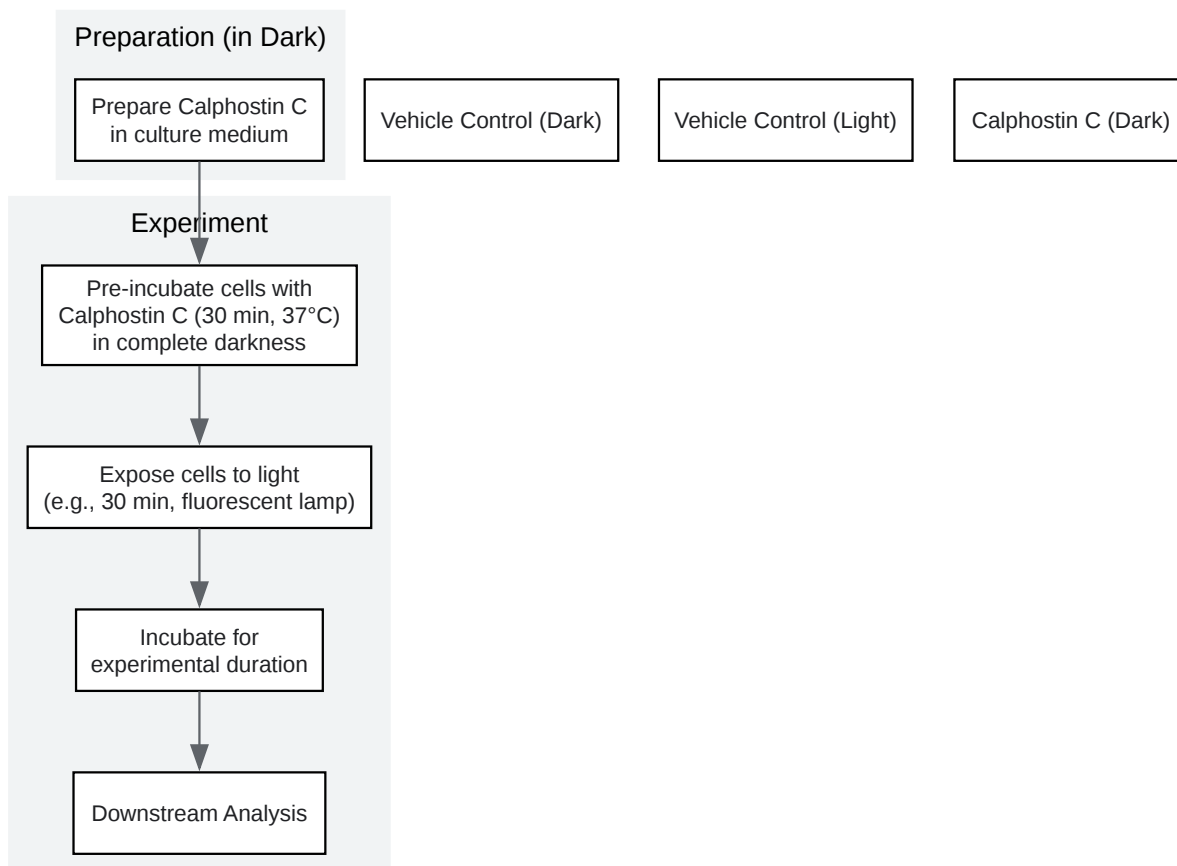 Preparation (in Dark)
Prepare Calphostin C
in culture medium
Vehicle Control (Dark)
Vehicle Control (Light)
Calphostin C (Dark)
Experiment
Pre-incubate cells with
Calphostin C (30 min, 37°C)
in complete darkness
Expose cells to light
(e.g., 30 min, fluorescent lamp)
Incubate for
experimental duration
Downstream Analysis